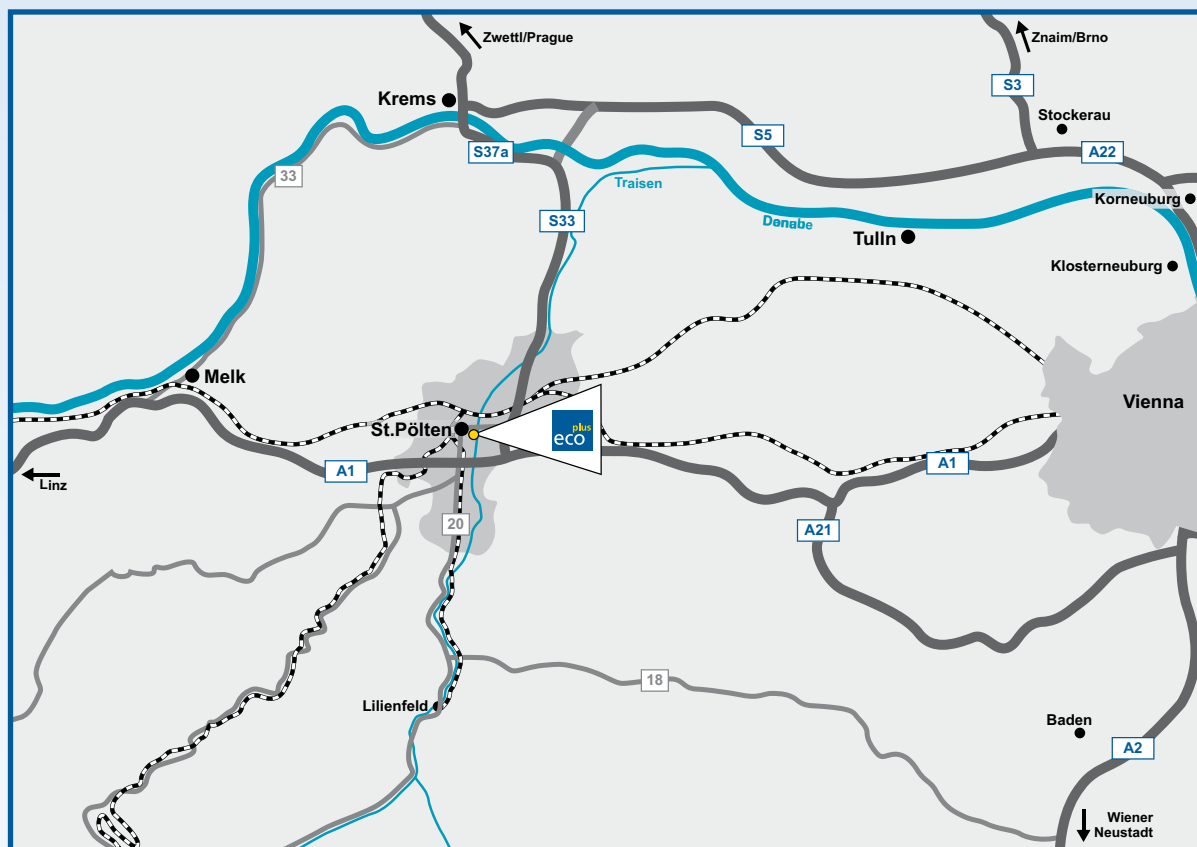 Zwettl/Prague
Znaim/Brno
S3
Krems
Stockerau
S5
S37a
A22
33
Traisen
Korneuburg
S33
Danube
Tulln
Klosterneuburg
Melk
Vienna
St.Pölten
plus
eco
A1
A1
Linz
20
A21
18
Lilienfeld
Baden
A2
Wiener
Neustadt